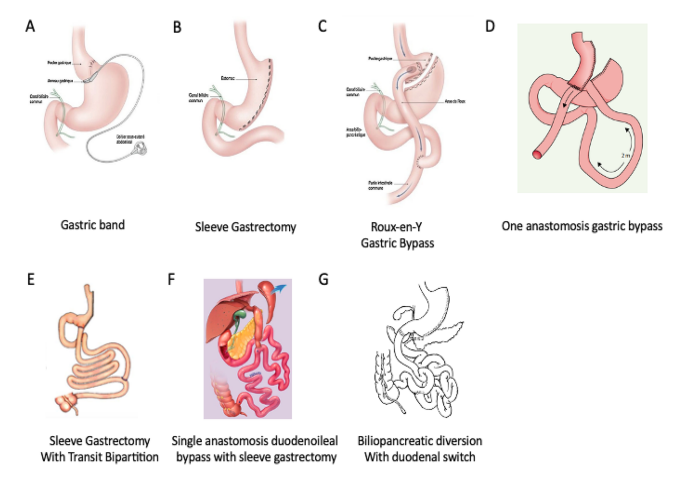 A
B
C
D
Poche gastrique
Anneau gastrique
Canal biliaire
commun
Gastric band
Estomac
Canal biliaire
commun
Sleeve Gastrectomy
Poche gastrique
Canal biliaire
commun
Anse de Roux
Roux-en-Y
Gastric Bypass
2 m
One anastomosis gastric bypass
E
F
G
Sleeve Gastrectomy
With Transit Bipartition
Single anastomosis duodenoileal
bypass with sleeve gastrectomy
Biliopancreatic diversion
With duodenal switch